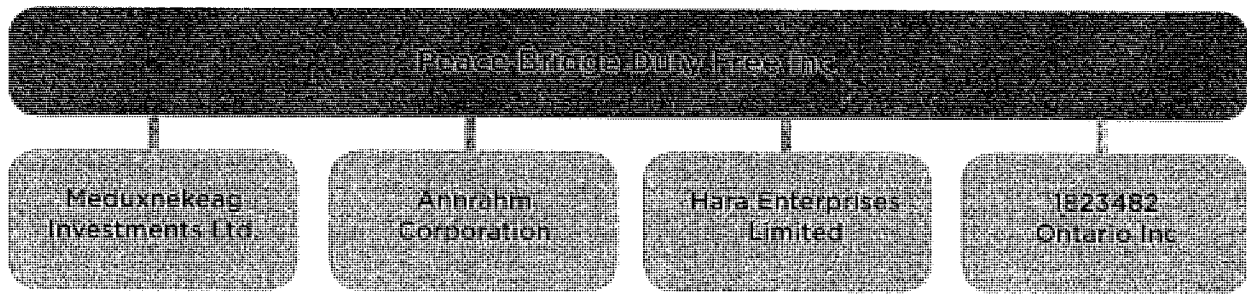 Peace Bridge Duty Free Inc
Meduxnekeag
Investments Ltd.
Annrahm
Corporation
Hara Enterprises
Limited
1823482
Ontario Inc